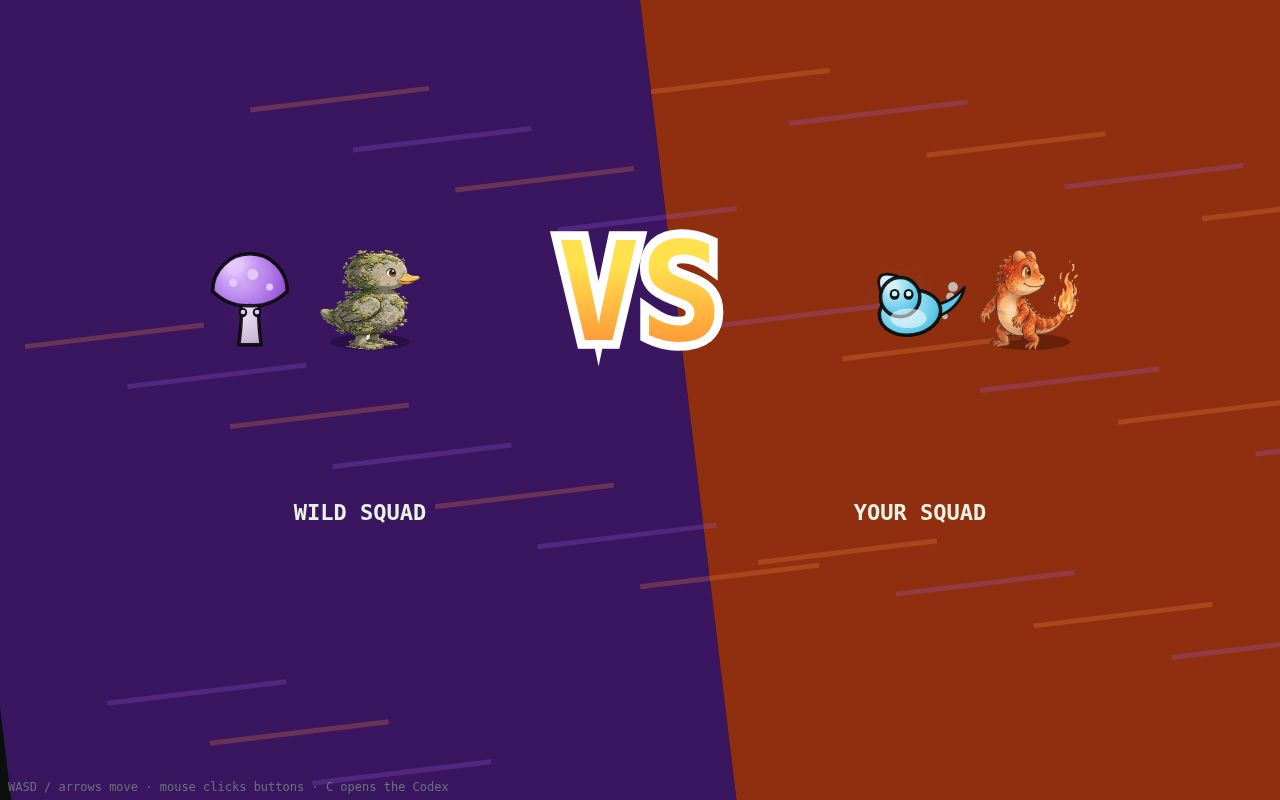 VS
WILD SQUAD
YOUR SQUAD
WASD / arrows move · mouse clicks buttons · C opens the Codex